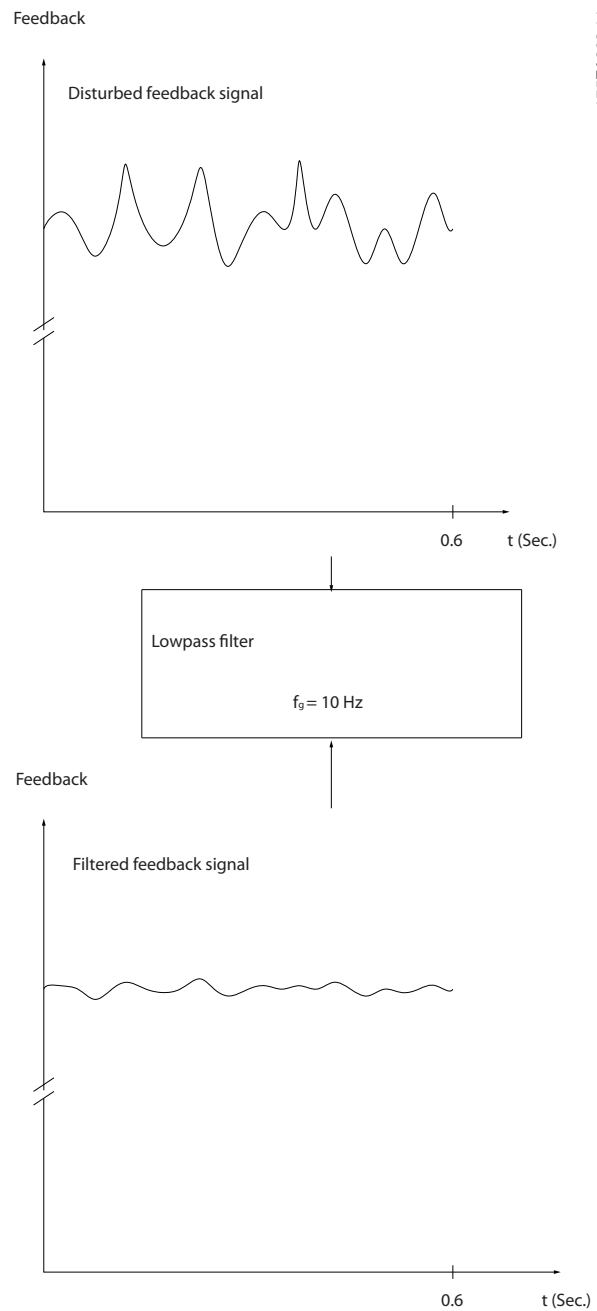 Feedback
Disturbed feedback signal
0.6 t (Sec.)
Lowpass filter
fg = 10 Hz
Feedback
Filtered feedback signal
0.6 t (Sec.)